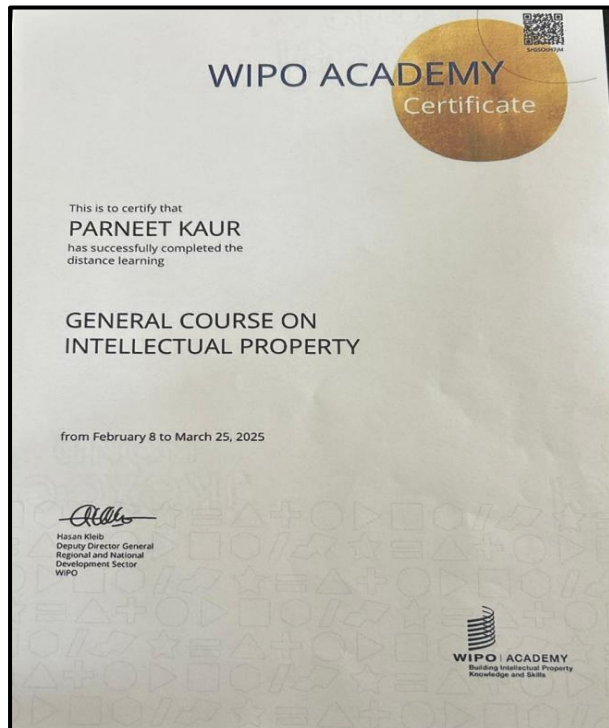 WIPO ACADEMY
Certificate
This is to certify that
PARNEET KAUR
has successfully completed the
distance learning
GENERAL COURSE ON
INTELLECTUAL PROPERTY
from February 8 to March 25, 2025
Hasan Kleib
Deputy Director General
Regional and National
Development Sector
WIPO
WIPO | ACADEMY
Building Intellectual Property
Knowledge and Skills